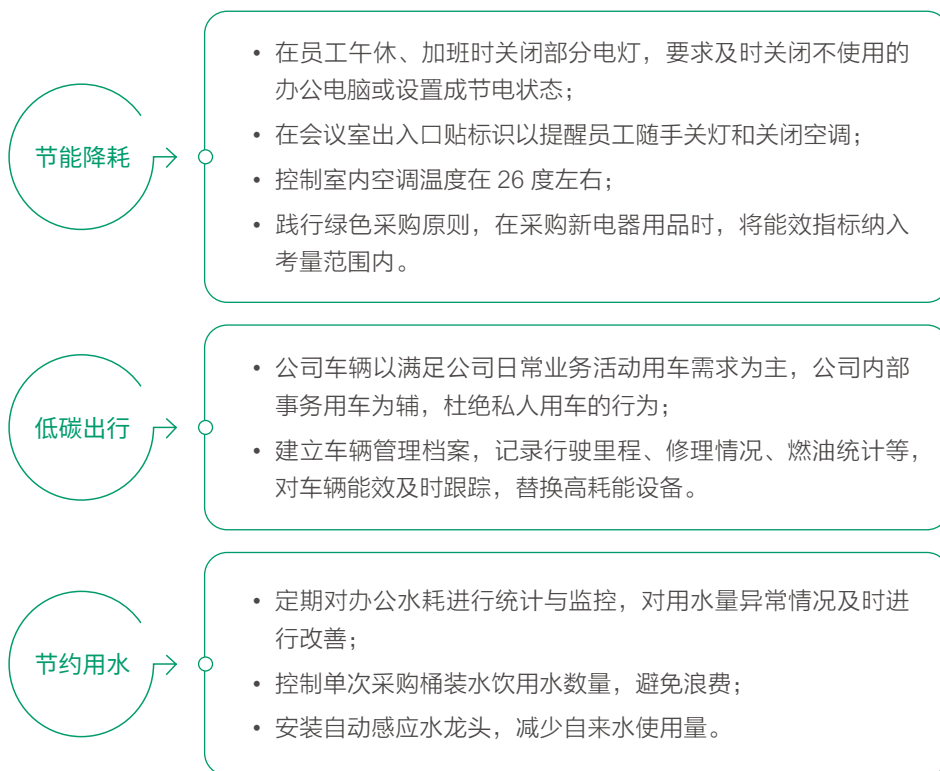 节能降耗
• 在员工午休、加班时关闭部分电灯，要求及时关闭不使用的
办公电脑或设置成节电状态；
• 在会议室出入口贴标识以提醒员工随手关灯和关闭空调；
• 控制室内空调温度在 26 度左右；
• 践行绿色采购原则，在采购新电器用品时，将能效指标纳入
考量范围内。
低碳出行
• 公司车辆以满足公司日常业务活动用车需求为主，公司内部
事务用车为辅，杜绝私人用车的行为；
• 建立车辆管理档案，记录行驶里程、修理情况、燃油统计等，
对车辆能效及时跟踪，替换高耗能设备。
节约用水
• 定期对办公水耗进行统计与监控，对用水量异常情况及时进
行改善；
• 控制单次采购桶装水饮用水数量，避免浪费；
• 安装自动感应水龙头，减少自来水使用量。